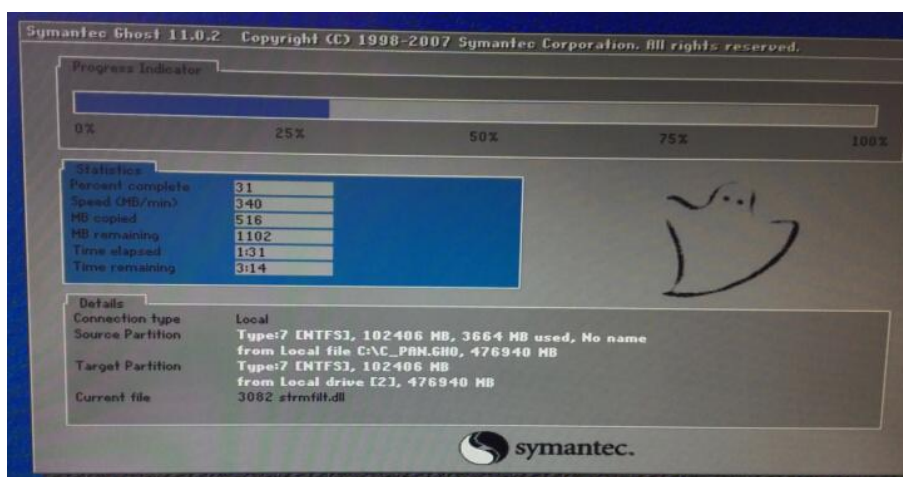 Symantec Ghost 11.0.2 Copyright (C) 1998-2007 Symantec Corporation. All rights reserved.
Progress Indicator
0% 25% 50% 75% 100%
Statistics
Percent complete 31
Speed (MB/min) 340
MB copied 516
MB remaining 1102
Time elapsed 1:31
Time remaining 3:14
Details
Connection type Local
Source Partition Type:7 [NTFS], 102406 MB, 3664 MB used, No name
from Local file C:\C_PAN.GHO, 476940 MB
Target Partition Type:7 [NTFS], 102406 MB
from Local drive [2], 476940 MB
Current file 3082 strmfilt.dll
symantec.